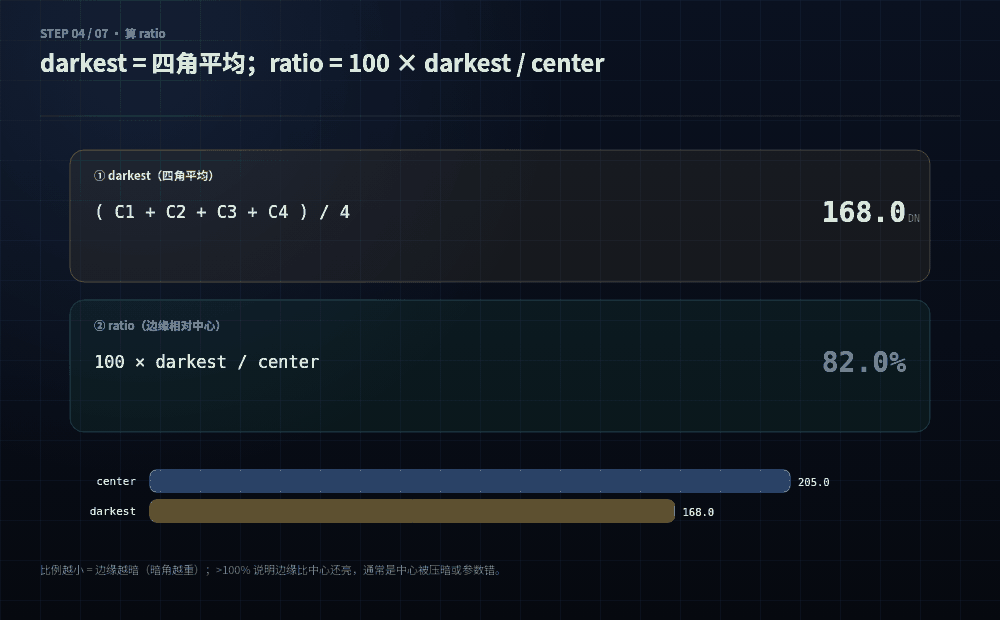 STEP 04 / 07 · 算 ratio
darkest = 四角平均；ratio = 100 × darkest / center
① darkest（四角平均）
( C1 + C2 + C3 + C4 ) / 4
168.0 DN
② ratio（边缘相对中心）
100 × darkest / center
82.0%
center 205.0
darkest 168.0
比例越小 = 边缘越暗（暗角越重）；>100% 说明边缘比中心还亮，通常是中心被压暗或参数错。